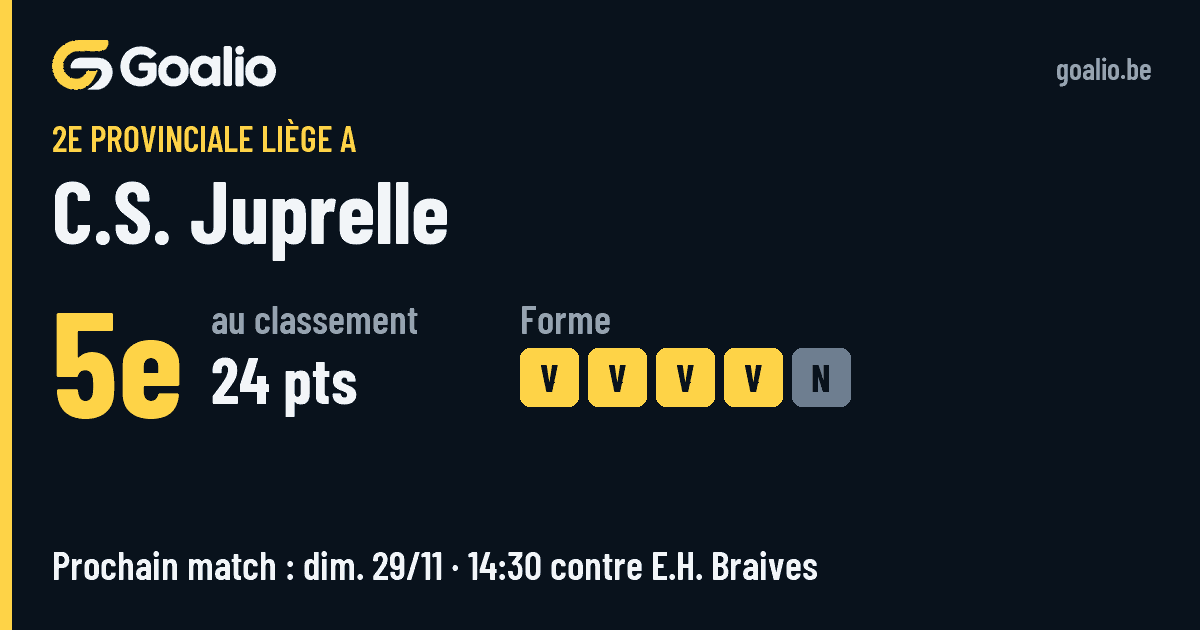 Goalio
goalio.be
2E PROVINCIALE LIÈGE A
C.S. Juprelle
5e
au classement
24 pts
Forme
V V V V N
Prochain match : dim. 29/11 · 14:30 contre E.H. Braives